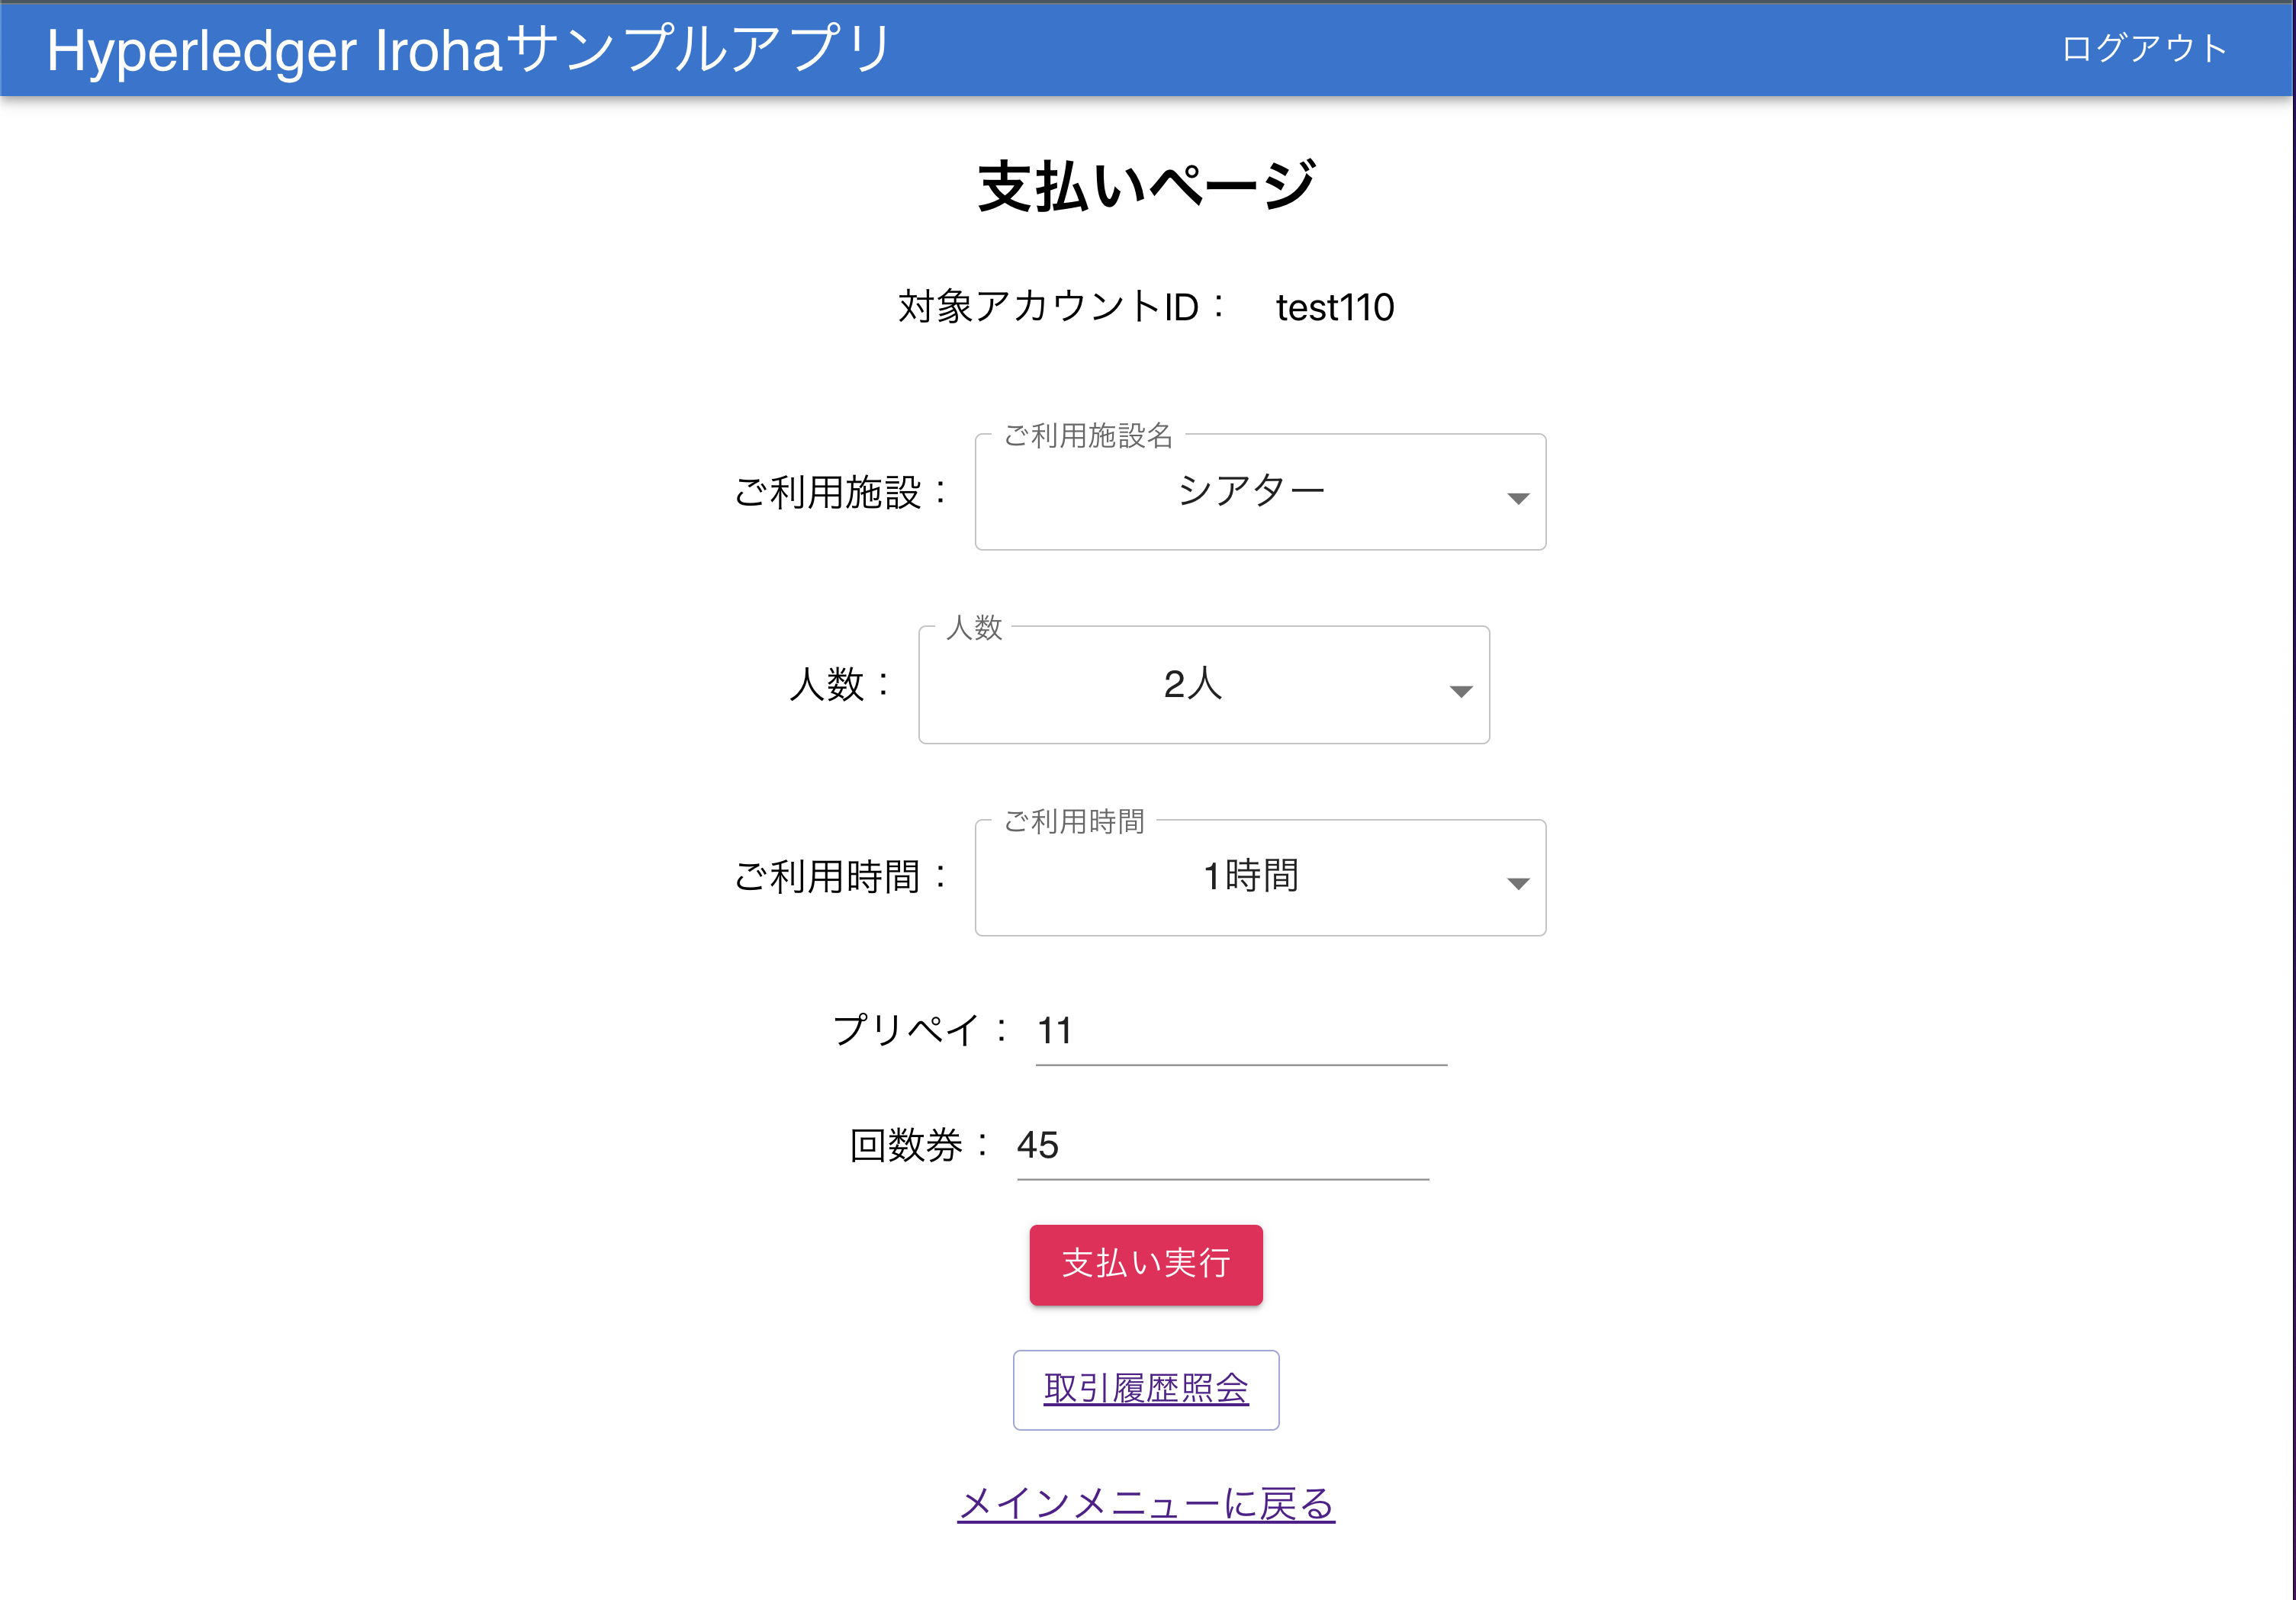 Hyperledger Irohaサンプルアプリ ログアウト
支払いページ
対象アカウントID： test110
ご利用施設名
ご利用施設： シアター
人数
人数： 2人
ご利用時間
ご利用時間： 1時間
プリペイ： 11
回数券： 45
支払い実行
取引履歴照会
メインメニューに戻る